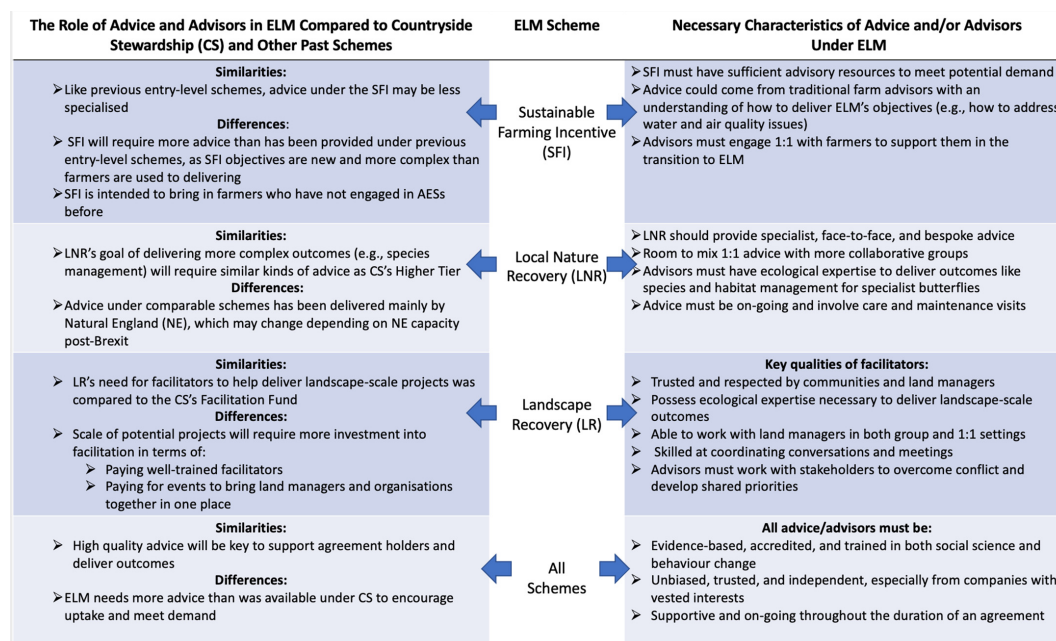 The Role of Advice and Advisors in ELM Compared to Countryside
Stewardship (CS) and Other Past Schemes
ELM Scheme
Necessary Characteristics of Advice and/or Advisors
Under ELM
Similarities:
➢Like previous entry-level schemes, advice under the SFI may be less
specialised
Differences:
➢ SFI will require more advice than has been provided under previous
entry-level schemes, as SFI objectives are new and more complex than
farmers are used to delivering
➢SFI is intended to bring in farmers who have not engaged in AESs
before
Sustainable
Farming Incentive
(SFI)
➢SFI must have sufficient advisory resources to meet potential demand
➢Advice could come from traditional farm advisors with an
understanding of how to deliver ELM's objectives (e.g., how to address
water and air quality issues)
➢Advisors must engage 1:1 with farmers to support them in the
transition to ELM
Similarities:
➢LNR's goal of delivering more complex outcomes (e.g., species
management) will require similar kinds of advice as CS's Higher Tier
Differences:
➢Advice under comparable schemes has been delivered mainly by
Natural England (NE), which may change depending on NE capacity
post-Brexit
Local Nature
Recovery (LNR)
➢LNR should provide specialist, face-to-face, and bespoke advice
➢Room to mix 1:1 advice with more collaborative groups
➢Advisors must have ecological expertise to deliver outcomes like
species and habitat management for specialist butterflies
➢Advice must be on-going and involve care and maintenance visits
Similarities:
➢ LR's need for facilitators to help deliver landscape-scale projects was
compared to the CS's Facilitation Fund
Differences:
➢ Scale of potential projects will require more investment into
facilitation in terms of:
➢ Paying well-trained facilitators
➢ Paying for events to bring land managers and organisations
together in one place
Landscape
Recovery (LR)
Key qualities of facilitators:
➢ Trusted and respected by communities and land managers
➢ Possess ecological expertise necessary to deliver landscape-scale
outcomes
➢ Able to work with land managers in both group and 1:1 settings
➢ Skilled at coordinating conversations and meetings
➢ Advisors must work with stakeholders to overcome conflict and
develop shared priorities
Similarities:
➢ High quality advice will be key to support agreement holders and
deliver outcomes
Differences:
➢ELM needs more advice than was available under CS to encourage
uptake and meet demand
All
Schemes
All advice/advisors must be:
➢ Evidence-based, accredited, and trained in both social science and
behaviour change
➢ Unbiased, trusted, and independent, especially from companies with
vested interests
➢ Supportive and on-going throughout the duration of an agreement